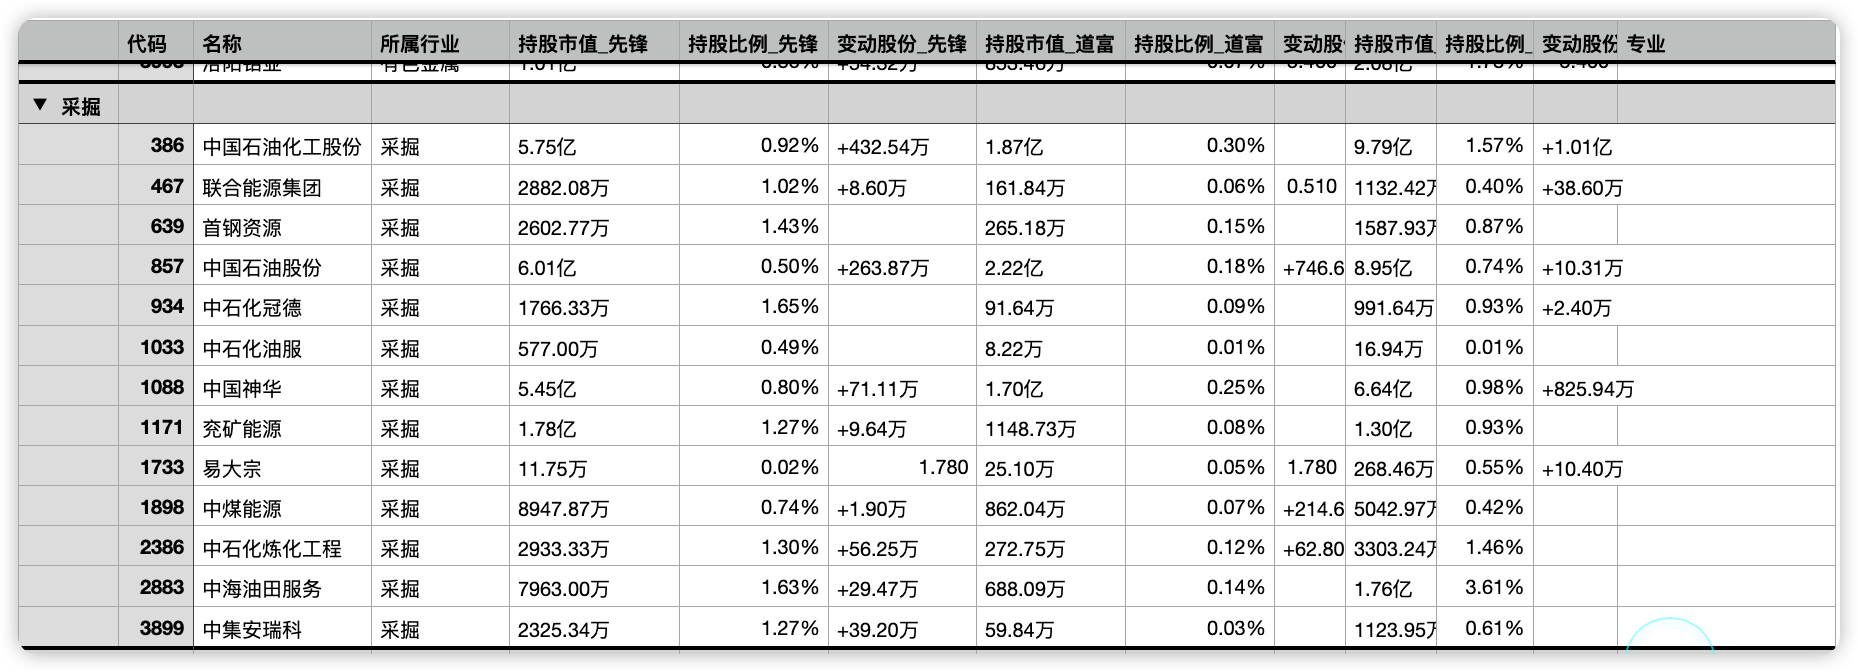 代码 名称 所属行业 持股市值_先锋 持股比例_先锋 变动股份_先锋 持股市值_道富 持股比例_道富 变动股 持股市值_ 持股比例_ 变动股份 专业
▼ 采掘
386 中国石油化工股份 采掘 5.75亿 0.92% +432.54万 1.87亿 0.30% 9.79亿 1.57% +1.01亿
467 联合能源集团 采掘 2882.08万 1.02% +8.60万 161.84万 0.06% 0.510 1132.42万 0.40% +38.60万
639 首钢资源 采掘 2602.77万 1.43% 265.18万 0.15% 1587.93万 0.87%
857 中国石油股份 采掘 6.01亿 0.50% +263.87万 2.22亿 0.18% +746.6 8.95亿 0.74% +10.31万
934 中石化冠德 采掘 1766.33万 1.65% 91.64万 0.09% 991.64万 0.93% +2.40万
1033 中石化油服 采掘 577.00万 0.49% 8.22万 0.01% 16.94万 0.01%
1088 中国神华 采掘 5.45亿 0.80% +71.11万 1.70亿 0.25% 6.64亿 0.98% +825.94万
1171 兖矿能源 采掘 1.78亿 1.27% +9.64万 1148.73万 0.08% 1.30亿 0.93%
1733 易大宗 采掘 11.75万 0.02% 1.780 25.10万 0.05% 1.780 268.46万 0.55% +10.40万
1898 中煤能源 采掘 8947.87万 0.74% +1.90万 862.04万 0.07% +214.6 5042.97万 0.42%
2386 中石化炼化工程 采掘 2933.33万 1.30% +56.25万 272.75万 0.12% +62.80 3303.24万 1.46%
2883 中海油田服务 采掘 7963.00万 1.63% +29.47万 688.09万 0.14% 1.76亿 3.61%
3899 中集安瑞科 采掘 2325.34万 1.27% +39.20万 59.84万 0.03% 1123.95万 0.61%